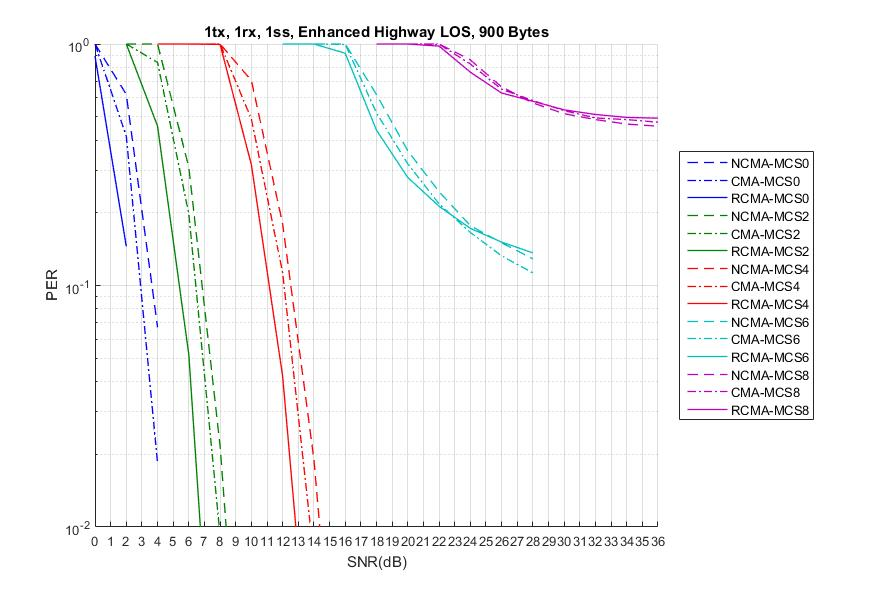 1tx, 1rx, 1ss, Enhanced Highway LOS, 900 Bytes
10^0
10^-1
10^-2
PER
0 1 2 3 4 5 6 7 8 9 10 11 12 13 14 15 16 17 18 19 20 21 22 23 24 25 26 27 28 29 30 31 32 33 34 35 36
SNR(dB)
NCMA-MCS0
CMA-MCS0
RCMA-MCS0
NCMA-MCS2
CMA-MCS2
RCMA-MCS2
NCMA-MCS4
CMA-MCS4
RCMA-MCS4
NCMA-MCS6
CMA-MCS6
RCMA-MCS6
NCMA-MCS8
CMA-MCS8
RCMA-MCS8